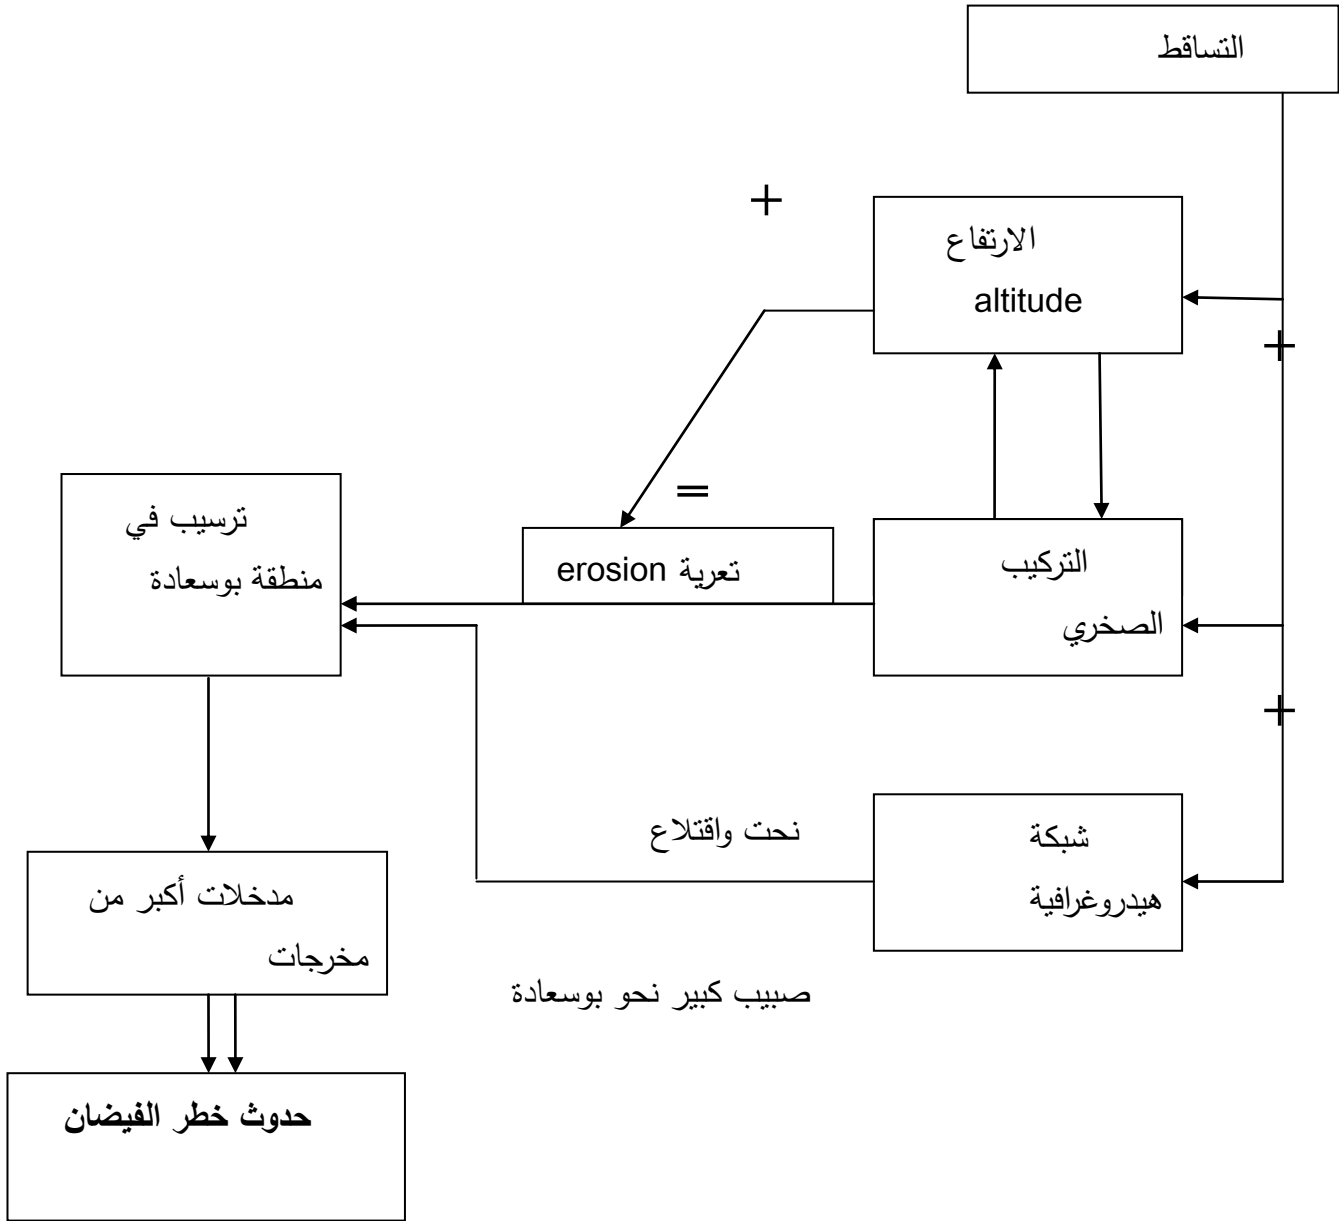 التساقط
+
الارتفاع
altitude
+
=
تعرية erosion
التركيب
الصخري
ترسيب في
منطقة بوسعادة
+
شبكة
هيدروغرافية
نحت واقتلاع
مدخلات أكبر من
مخرجات
صبيب كبير نحو بوسعادة
حدوث خطر الفيضان